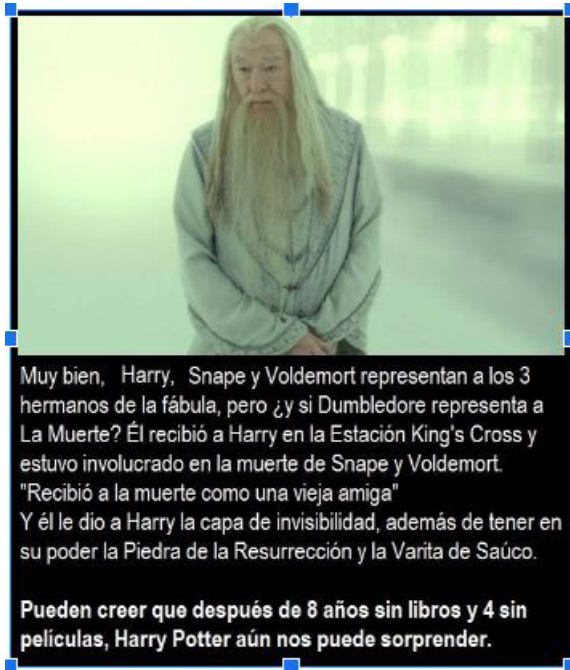 Muy bien, Harry, Snape y Voldemort representan a los 3
hermanos de la fábula, pero ¿y si Dumbledore representa a
La Muerte? Él recibió a Harry en la Estación King's Cross y
estuvo involucrado en la muerte de Snape y Voldemort.
"Recibió a la muerte como una vieja amiga"
Y él le dio a Harry la capa de invisibilidad, además de tener en
su poder la Piedra de la Resurrección y la Varita de Saúco.
Pueden creer que después de 8 años sin libros y 4 sin
películas, Harry Potter aún nos puede sorprender.